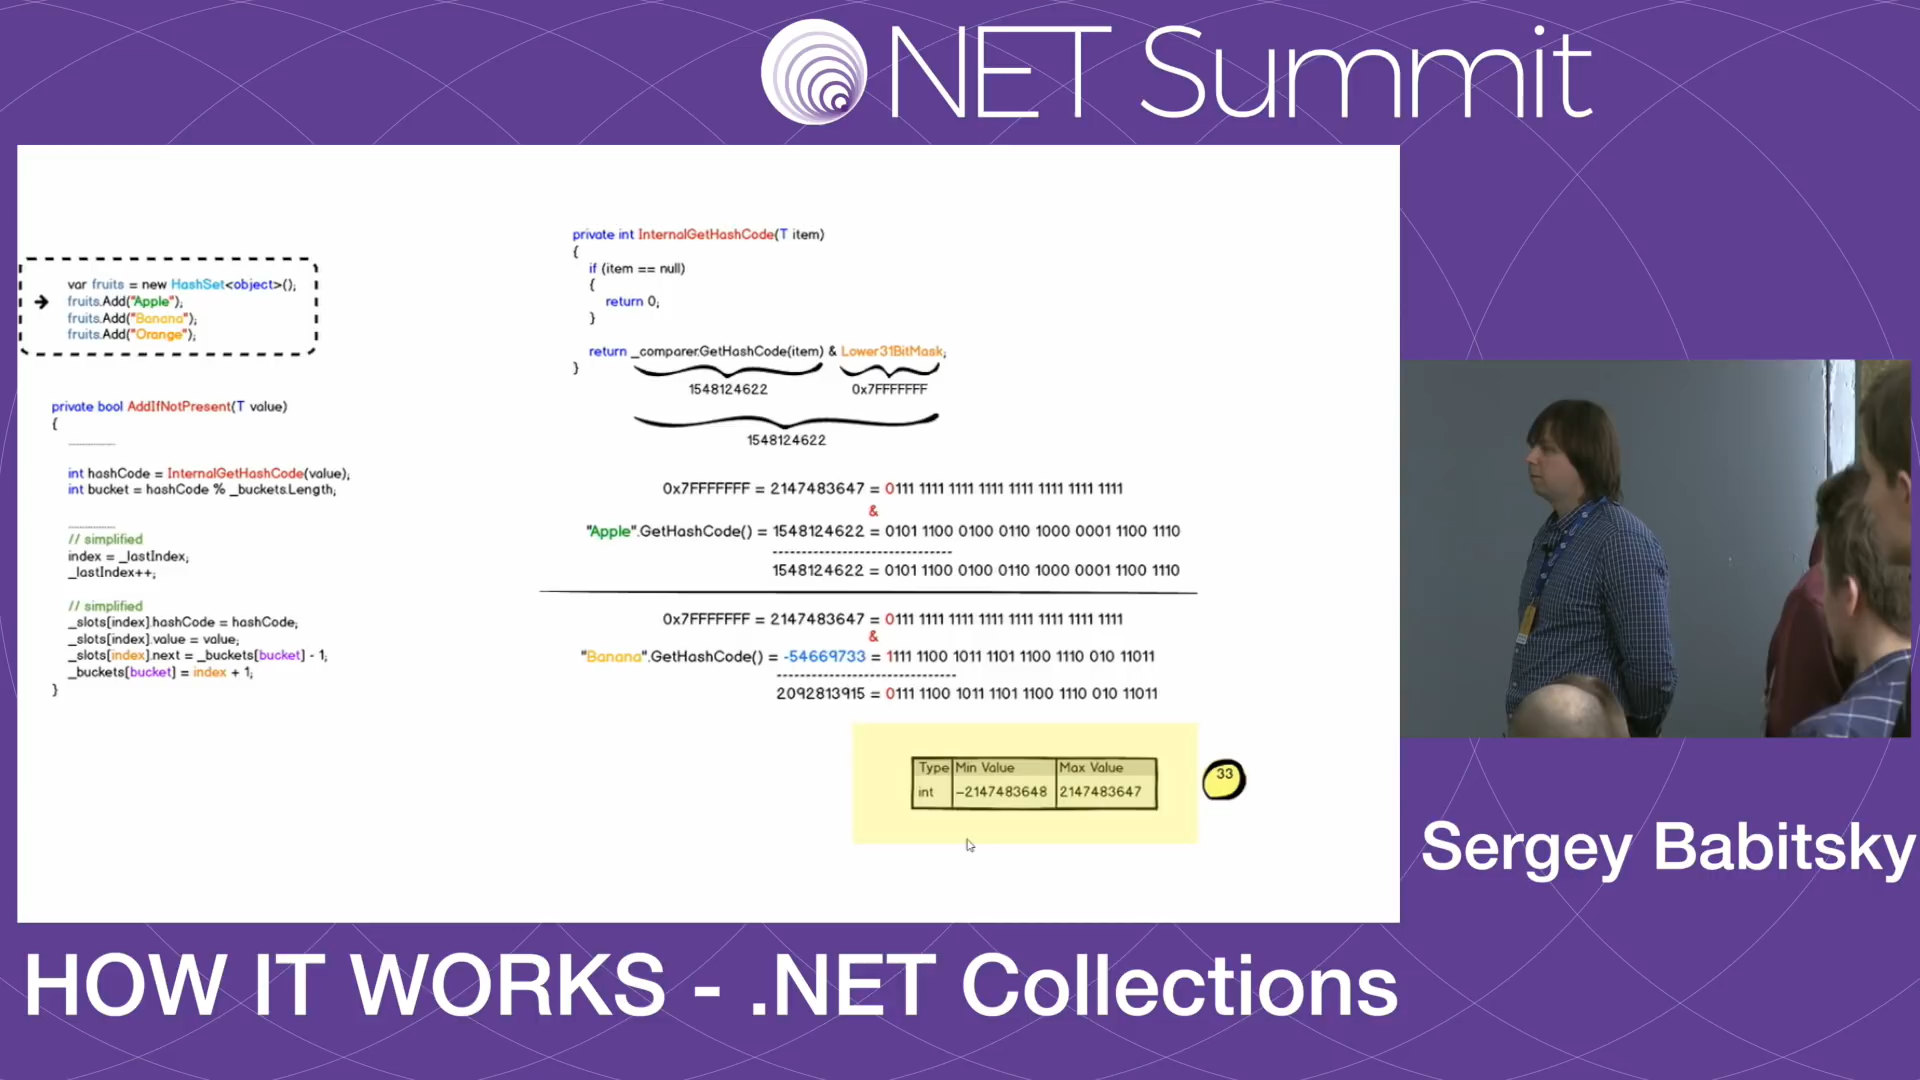 NET Summit
var fruits = new HashSet<object>();
fruits.Add("Apple");
fruits.Add("Banana");
fruits.Add("Orange");
private bool AddIfNotPresent(T value)
{
int hashCode = InternalGetHashCode(value);
int bucket = hashCode % _buckets.Length;
// simplified
index = _lastIndex;
_lastIndex++;
// simplified
_slots[index].hashCode = hashCode;
_slots[index].value = value;
_slots[index].next = _buckets[bucket] - 1;
_buckets[bucket] = index + 1;
}
private int InternalGetHashCode(T item)
{
if (item == null)
{
return 0;
}
return _comparer.GetHashCode(item) & Lower31BitMask;
}
1548124622 0x7FFFFFFF
1548124622
0x7FFFFFFF = 2147483647 = 0111 1111 1111 1111 1111 1111 1111 1111
&
"Apple".GetHashCode() = 1548124622 = 0101 1100 0100 0110 1000 0001 1100 1110
-------------------------------
1548124622 = 0101 1100 0100 0110 1000 0001 1100 1110
0x7FFFFFFF = 2147483647 = 0111 1111 1111 1111 1111 1111 1111 1111
&
"Banana".GetHashCode() = -54669733 = 1111 1100 1011 1101 1100 1110 010 11011
-------------------------------
2092813915 = 0111 1100 1011 1101 1100 1110 010 11011
Type Min Value Max Value
int -2147483648 2147483647
33
Sergey Babitsky
HOW IT WORKS - .NET Collections